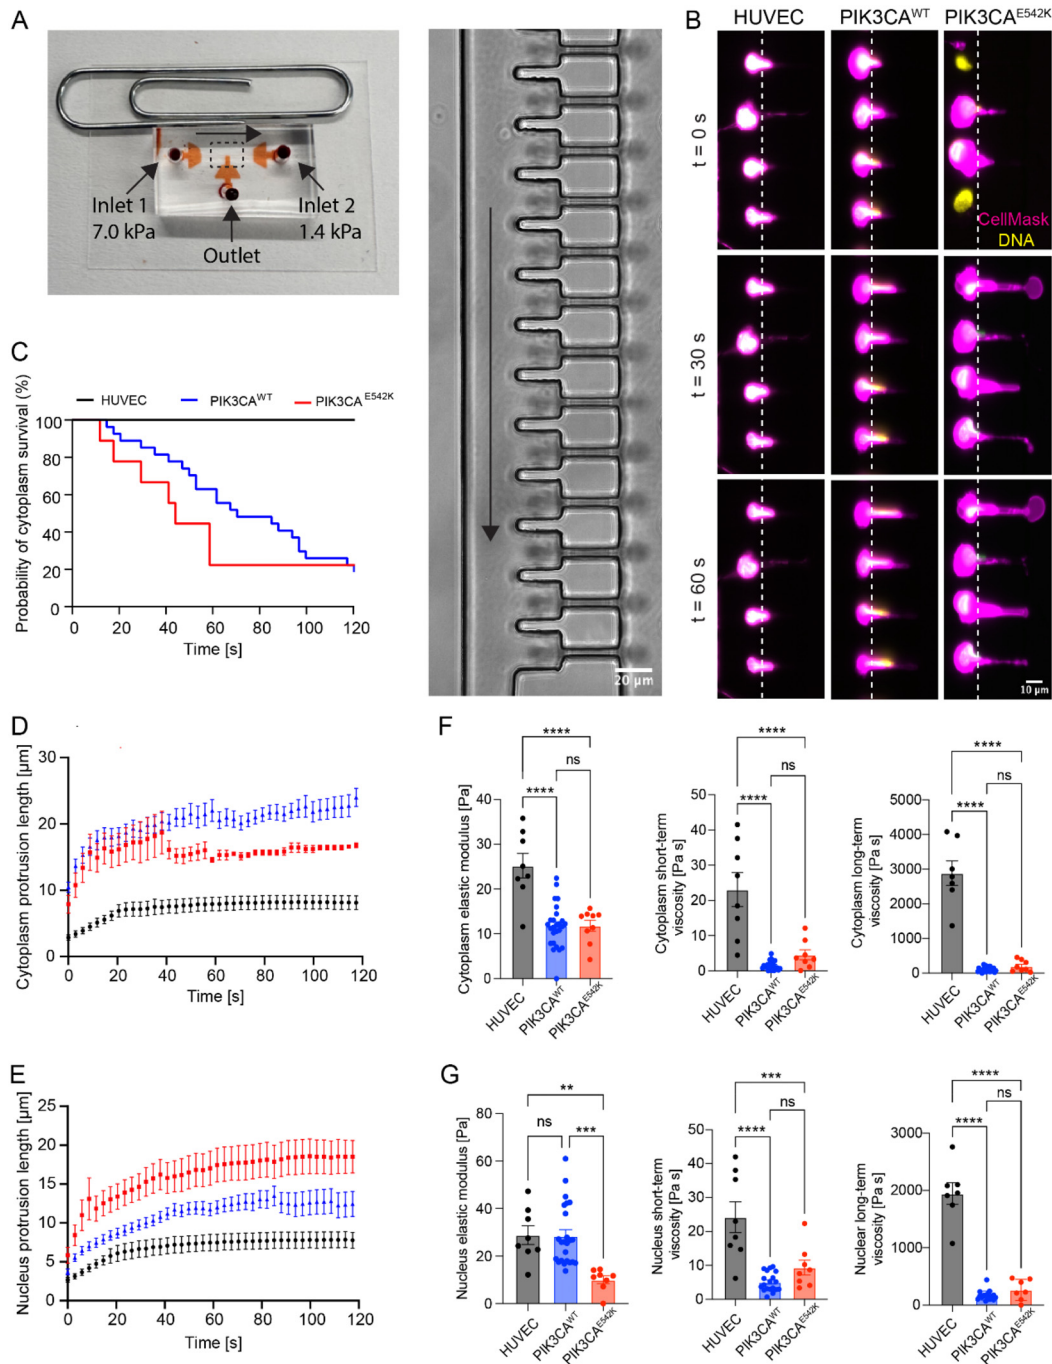 A
Inlet 1
7.0 kPa
Outlet
Inlet 2
1.4 kPa
20 µm
B
HUVEC
PIK3CA^WT
PIK3CA^E542K
t = 0 s
CellMask
DNA
t = 30 s
t = 60 s
10 µm
C
HUVEC
PIK3CA^WT
PIK3CA^E542K
Probability of cytoplasm survival (%)
100
80
60
40
20
0
0 20 40 60 80 100 120
Time [s]
D
Cytoplasm protrusion length [µm]
30
20
10
0
0 20 40 60 80 100 120
Time [s]
E
Nucleus protrusion length [µm]
25
20
15
10
5
0
0 20 40 60 80 100 120
Time [s]
F
****
ns
****
Cytoplasm elastic modulus [Pa]
40
30
20
10
0
HUVEC
PIK3CA^WT
PIK3CA^E542K
****
ns
****
Cytoplasm short-term
viscosity [Pa s]
50
40
30
20
10
0
HUVEC
PIK3CA^WT
PIK3CA^E542K
****
ns
****
Cytoplasm long-term
viscosity [Pa s]
5000
4000
3000
2000
1000
0
HUVEC
PIK3CA^WT
PIK3CA^E542K
G
**
ns
***
Nucleus elastic modulus [Pa]
80
60
40
20
0
HUVEC
PIK3CA^WT
PIK3CA^E542K
***
ns
****
Nucleus short-term
viscosity [Pa s]
50
40
30
20
10
0
HUVEC
PIK3CA^WT
PIK3CA^E542K
****
ns
****
Nuclear long-term
viscosity [Pa s]
3000
2000
1000
0
HUVEC
PIK3CA^WT
PIK3CA^E542K